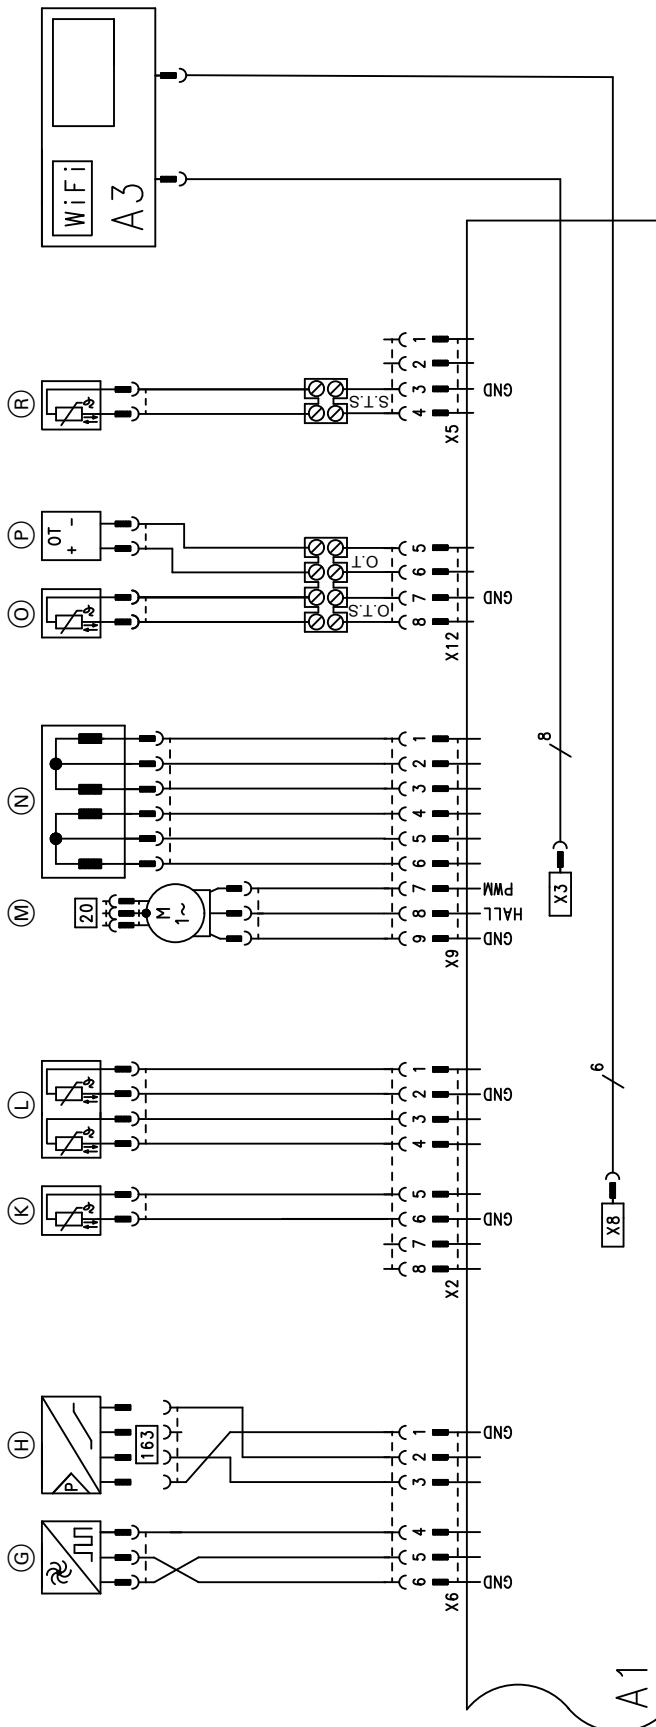 WiFi
A3
R
S.T.S
1
2
3
4
X5
GND
P
OT
+ -
O
O.T
O.T.S
5
6
7
8
X12
GND
N
M
20
M
1~
1
2
3
4
5
6
7
8
9
X9
PWM
HALL
GND
8
X3
L
K
1
2
3
4
5
6
7
8
X2
GND
GND
6
X8
H
P
163
G
1
2
3
4
5
6
X6
GND
GND
A1